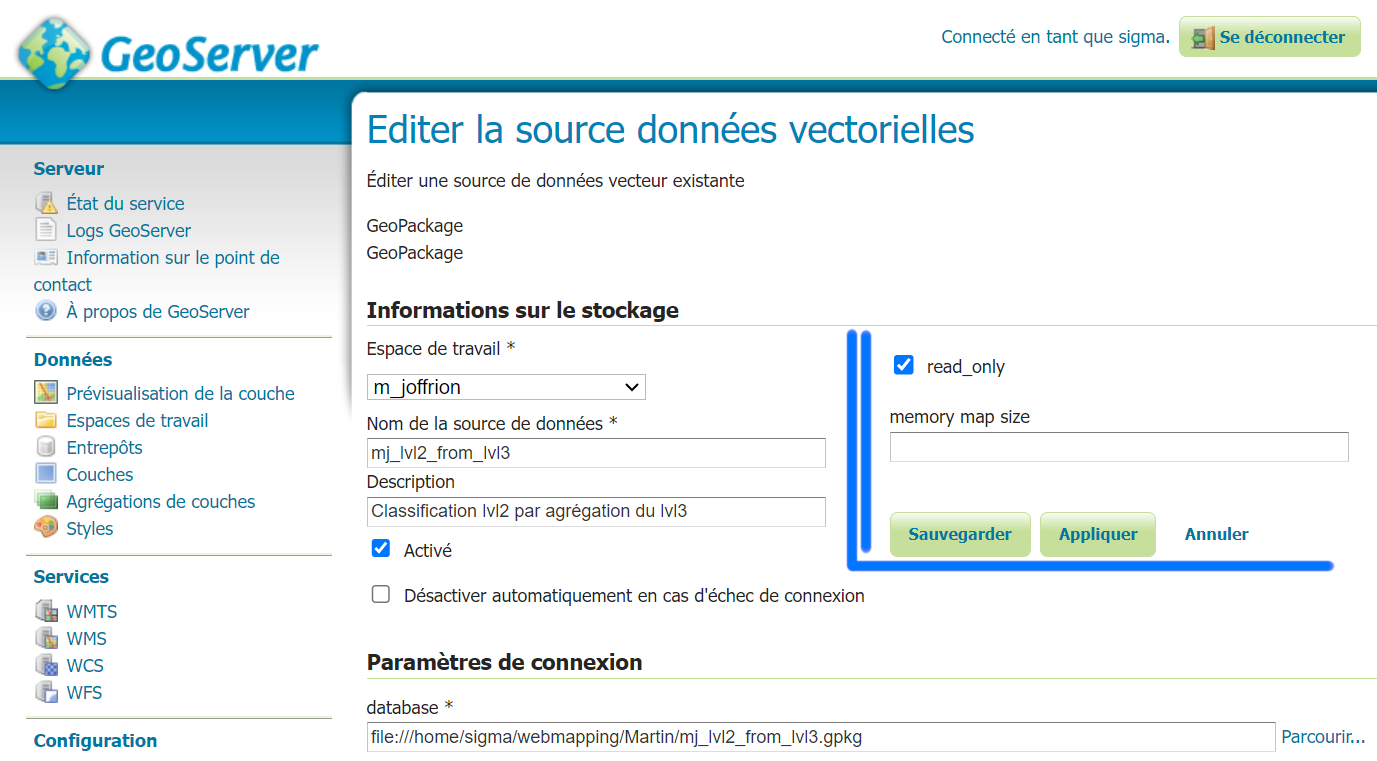 GeoServer
Connecté en tant que sigma.
Se déconnecter
Serveur
État du service
Logs GeoServer
Information sur le point de
contact
À propos de GeoServer
Données
Prévisualisation de la couche
Espaces de travail
Entrepôts
Couches
Agrégations de couches
Styles
Services
WMTS
WMS
WCS
WFS
Configuration
Editer la source données vectorielles
Éditer une source de données vecteur existante
GeoPackage
GeoPackage
Informations sur le stockage
Espace de travail *
m_joffrion
Nom de la source de données *
mj_lvl2_from_lvl3
Description
Classification lvl2 par agrégation du lvl3
Activé
Désactiver automatiquement en cas d'échec de connexion
read_only
memory map size
Sauvegarder Appliquer Annuler
Paramètres de connexion
database *
file:///home/sigma/webmapping/Martin/mj_lvl2_from_lvl3.gpkg Parcourir...